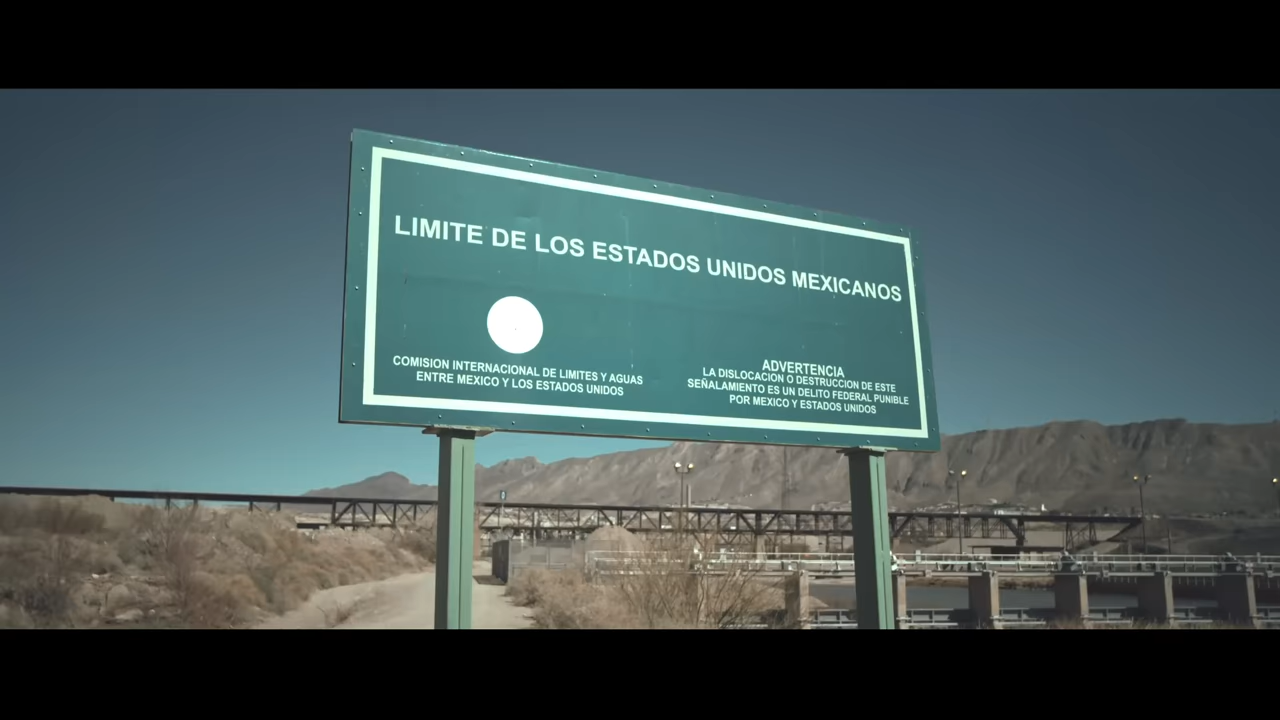 LIMITE DE LOS ESTADOS UNIDOS MEXICANOS
COMISION INTERNACIONAL DE LIMITES Y AGUAS
ENTRE MEXICO Y LOS ESTADOS UNIDOS
ADVERTENCIA
LA DISLOCACION O DESTRUCCION DE ESTE
SEÑALAMIENTO ES UN DELITO FEDERAL PUNIBLE
POR MEXICO Y ESTADOS UNIDOS